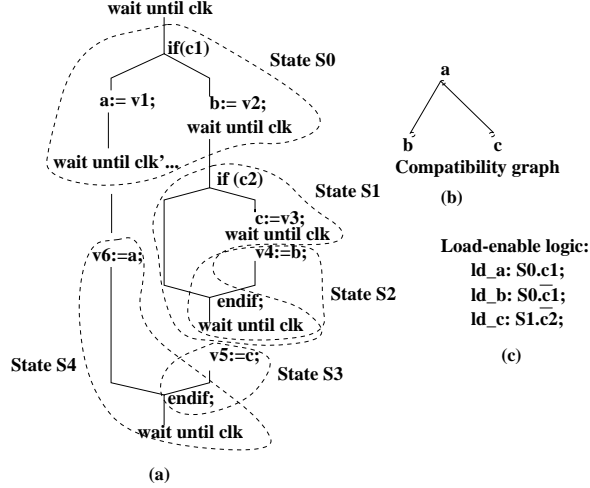 wait until clk
if(c1)
State S0
a:= v1;
b:= v2;
wait until clk
wait until clk'...
if (c2)
State S1
c:=v3;
wait until clk
v6:=a;
v4:=b;
State S2
endif;
wait until clk
State S4
v5:=c;
State S3
endif;
wait until clk
(a)
a
b
c
Compatibility graph
(b)
Load-enable logic:
ld_a: S0.c1;
ld_b: S0.c̅1̅;
ld_c: S1.c̅2̅;
(c)